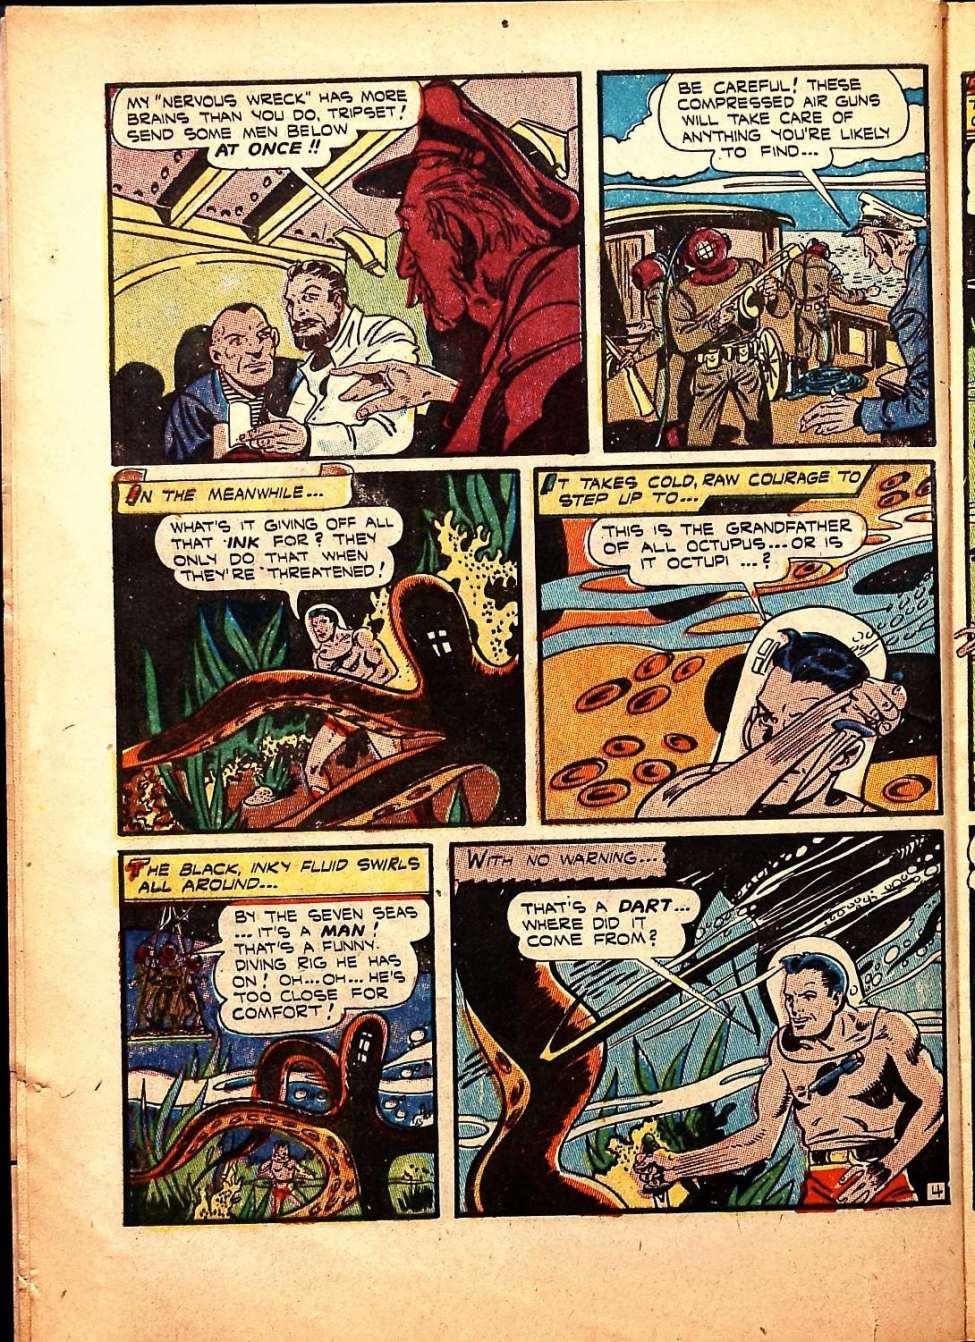 MY "NERVOUS WRECK" HAS MORE
BRAINS THAN YOU DO, TRIPSET!
SEND SOME MEN BELOW
AT ONCE!!
BE CAREFUL! THESE
COMPRESSED AIR GUNS
WILL TAKE CARE OF
ANYTHING YOU'RE LIKELY
TO FIND...
IN THE MEANWHILE...
WHAT'S IT GIVING OFF ALL
THAT INK FOR? THEY
ONLY DO THAT WHEN
THEY'RE THREATENED!
IT TAKES COLD, RAW COURAGE TO
STEP UP TO...
THIS IS THE GRANDFATHER
OF ALL OCTUPUS...OR IS
IT OCTUPI ...?
THE BLACK, INKY FLUID SWIRLS
ALL AROUND...
BY THE SEVEN SEAS
...IT'S A MAN!
THAT'S A FUNNY
DIVING RIG HE HAS
ON! OH...OH...HE'S
TOO CLOSE FOR
COMFORT!
WITH NO WARNING...
THAT'S A DART...
WHERE DID IT
COME FROM?
4